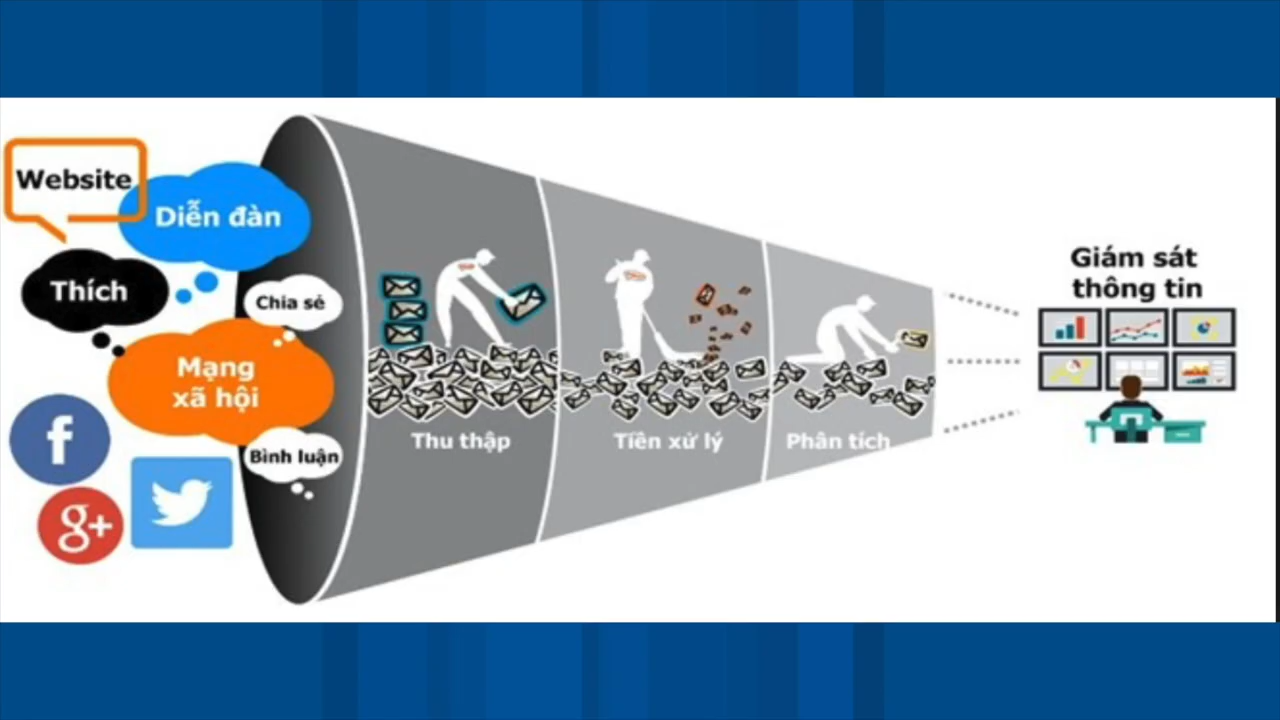 Website
Diễn đàn
Thích
Chia sẻ
Mạng
xã hội
Bình luận
f
g+
Thu thập
Tiền xử lý
Phân tích
Giám sát
thông tin